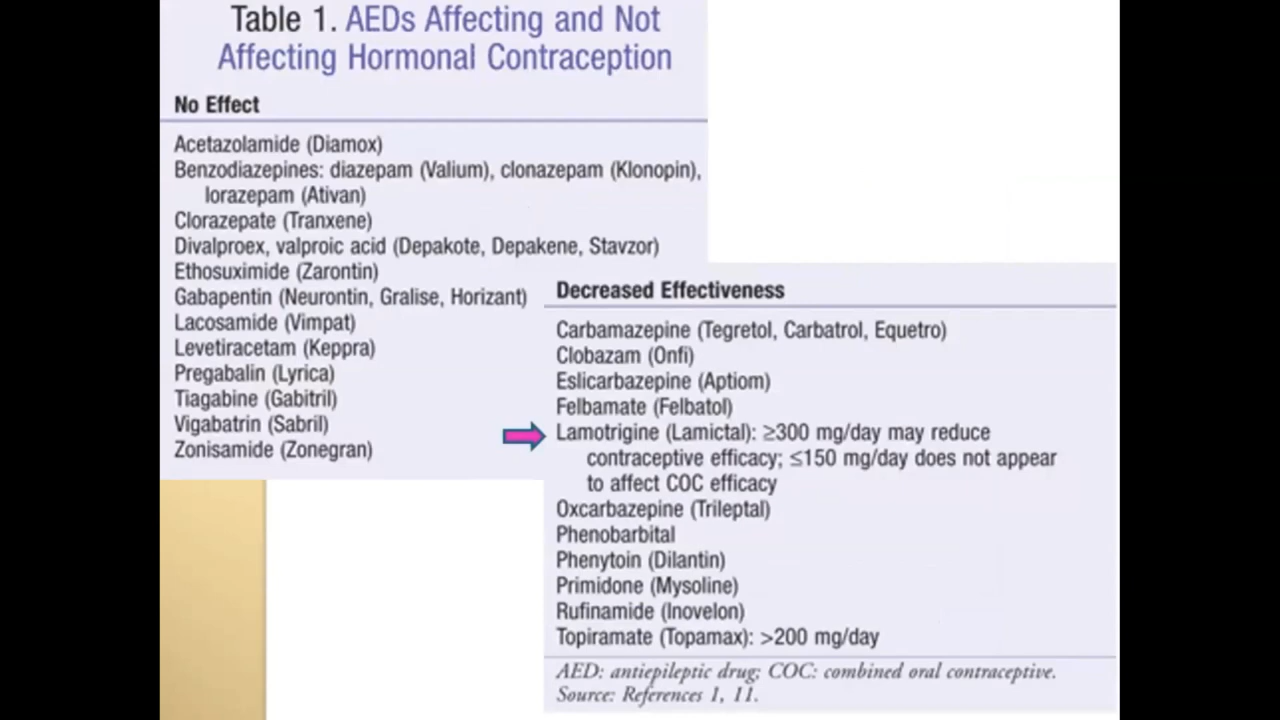 Table 1. AEDs Affecting and Not
Affecting Hormonal Contraception
No Effect
Acetazolamide (Diamox)
Benzodiazepines: diazepam (Valium), clonazepam (Klonopin),
lorazepam (Ativan)
Clorazepate (Tranxene)
Divalproex, valproic acid (Depakote, Depakene, Stavzor)
Ethosuximide (Zarontin)
Gabapentin (Neurontin, Gralise, Horizant)
Lacosamide (Vimpat)
Levetiracetam (Keppra)
Pregabalin (Lyrica)
Tiagabine (Gabitril)
Vigabatrin (Sabril)
Zonisamide (Zonegran)
Decreased Effectiveness
Carbamazepine (Tegretol, Carbatrol, Equetro)
Clobazam (Onfi)
Eslicarbazepine (Aptiom)
Felbamate (Felbatol)
Lamotrigine (Lamictal): ≥300 mg/day may reduce
contraceptive efficacy; ≤150 mg/day does not appear
to affect COC efficacy
Oxcarbazepine (Trileptal)
Phenobarbital
Phenytoin (Dilantin)
Primidone (Mysoline)
Rufinamide (Inovelon)
Topiramate (Topamax): >200 mg/day
AED: antiepileptic drug; COC: combined oral contraceptive.
Source: References 1, 11.